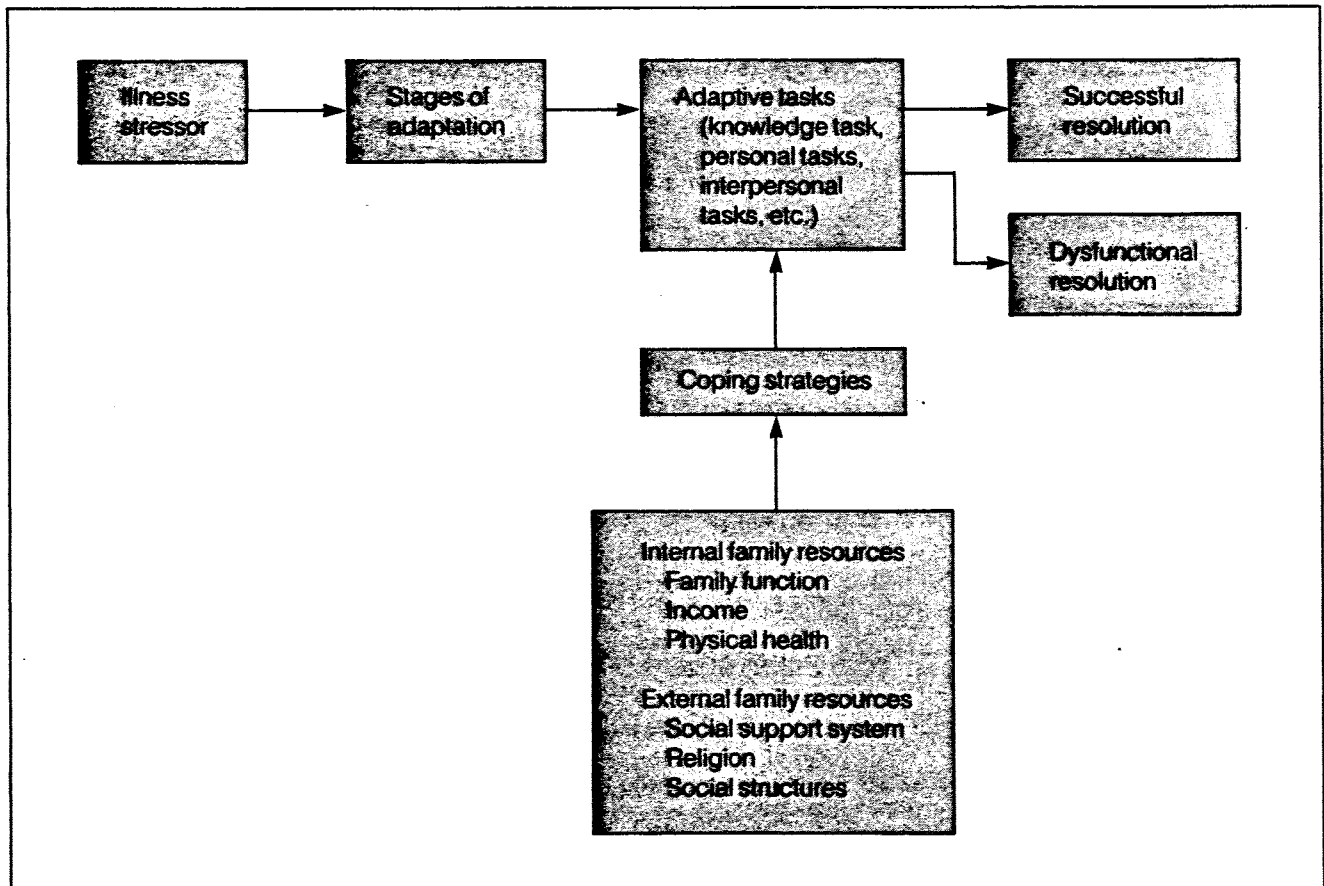 Illness
stressor
Stages of
adaptation
Adaptive tasks
(knowledge task,
personal tasks,
interpersonal
tasks, etc.)
Successful
resolution
Dysfunctional
resolution
Coping strategies
Internal family resources
Family function
Income
Physical health
External family resources
Social support system
Religion
Social structures